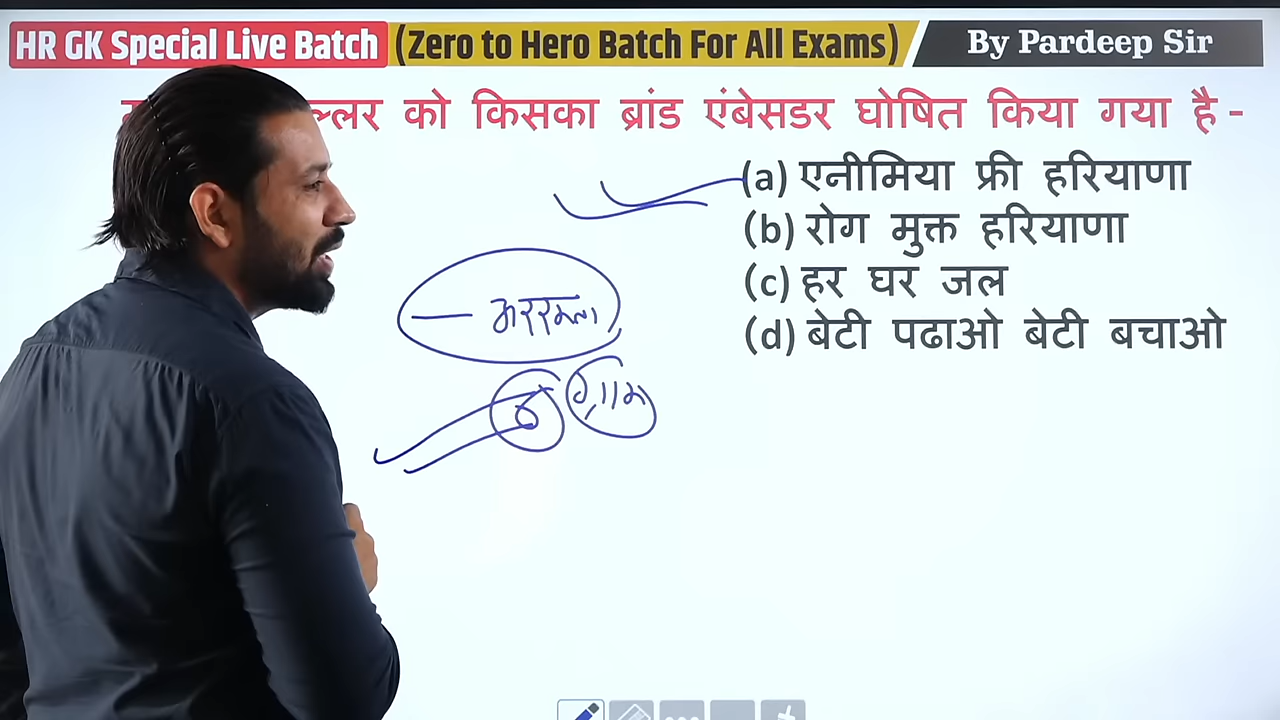 HR GK Special Live Batch (Zero to Hero Batch For All Exams) By Pardeep Sir
को किसका ब्रांड एंबेसडर घोषित किया गया है -
(a) एनीमिया फ्री हरियाणा
(b) रोग मुक्त हरियाणा
(c) हर घर जल
(d) बेटी पढाओ बेटी बचाओ